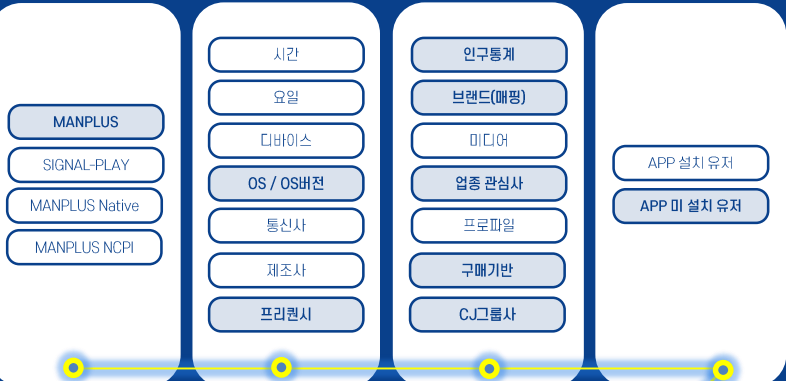 MANPLUS
SIGNAL-PLAY
MANPLUS Native
MANPLUS NCPI
시간
요일
디바이스
OS / OS버전
통신사
제조사
프리퀀시
인구통계
브랜드(매핑)
미디어
업종 관심사
프로파일
구매기반
CJ그룹사
APP 설치 유저
APP 미 설치 유저